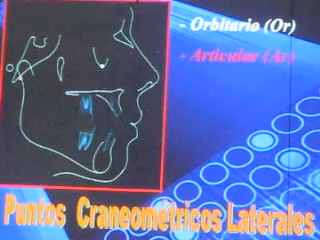 - Orbitario (Or)
- Articular (Ar)
Puntos Craneometricos Laterales